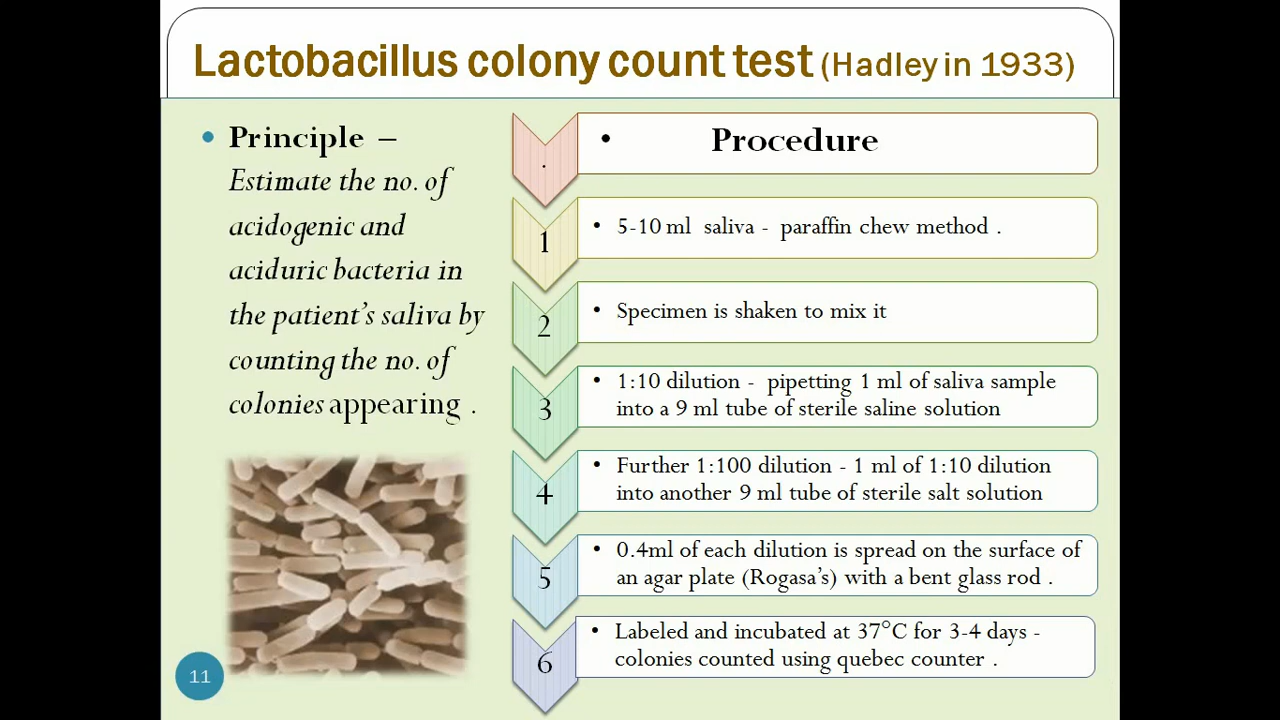 Lactobacillus colony count test (Hadley in 1933)
• Principle –
Estimate the no. of
acidogenic and
aciduric bacteria in
the patient's saliva by
counting the no. of
colonies appearing .
.
• Procedure
1
• 5-10 ml saliva - paraffin chew method .
2
• Specimen is shaken to mix it
3
• 1:10 dilution - pipetting 1 ml of saliva sample
into a 9 ml tube of sterile saline solution
4
• Further 1:100 dilution - 1 ml of 1:10 dilution
into another 9 ml tube of sterile salt solution
5
• 0.4ml of each dilution is spread on the surface of
an agar plate (Rogasa's) with a bent glass rod .
6
• Labeled and incubated at 37°C for 3-4 days -
colonies counted using quebec counter .
11